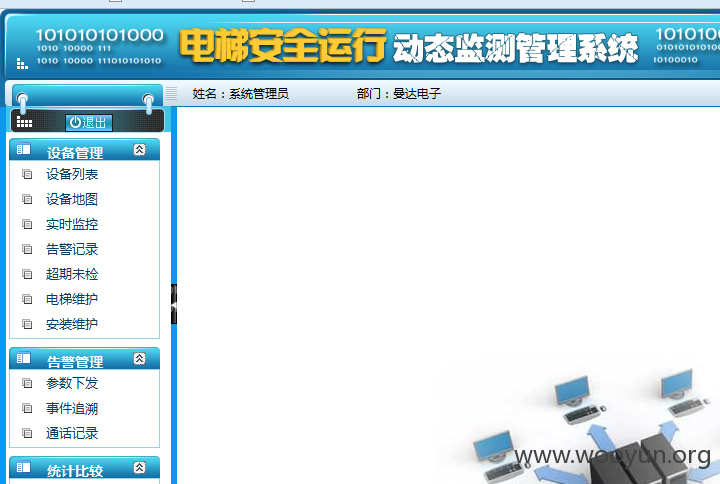 101010101000
1010 10000 111
1010 10000 111010101010
电梯安全运行动态监测管理系统
姓名：系统管理员 部门：曼达电子
退出
设备管理
设备列表
设备地图
实时监控
告警记录
超期未检
电梯维护
安装维护
告警管理
参数下发
事件追溯
通话记录
统计比较
www.wooyun.org